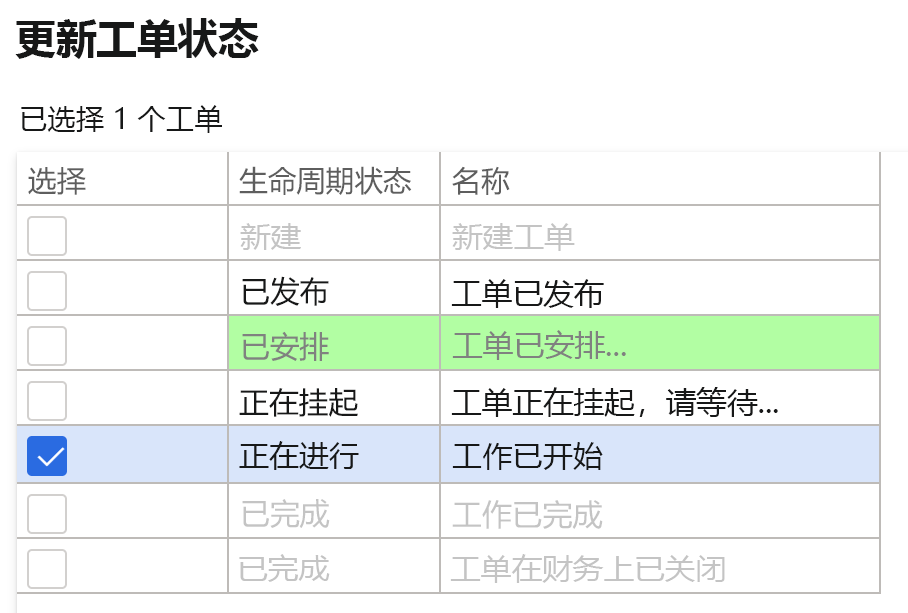 更新工单状态
已选择 1 个工单
选择 生命周期状态 名称
新建 新建工单
已发布 工单已发布
已安排 工单已安排...
正在挂起 工单正在挂起，请等待...
正在进行 工作已开始
已完成 工作已完成
已完成 工单在财务上已关闭